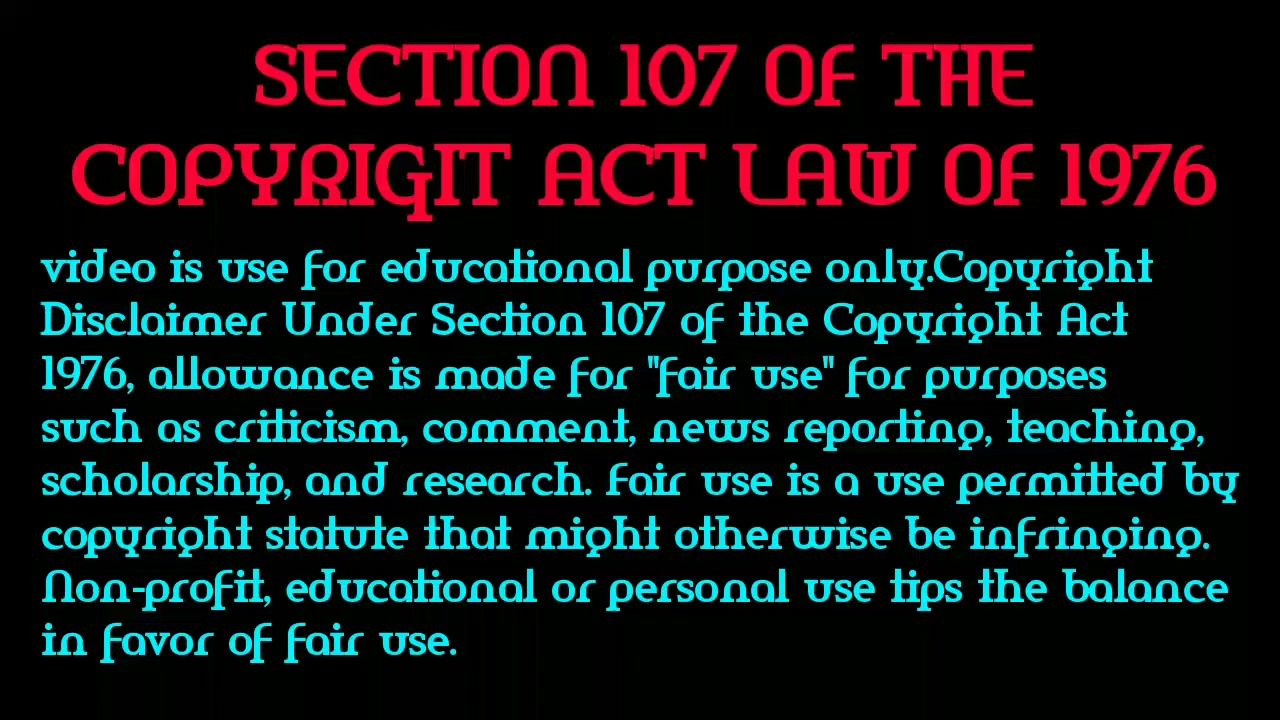 SECTION 107 OF THE
COPYRIGIT ACT LAW OF 1976
video is use for educational purpose only.Copyright
Disclaimer Under Section 107 of the Copyright Act
1976, allowance is made for "fair use" for purposes
such as criticism, comment, news reporting, teaching,
scholarship, and research. Fair use is a use permitted by
copyright statute that might otherwise be infringing.
Non-profit, educational or personal use tips the balance
in favor of fair use.